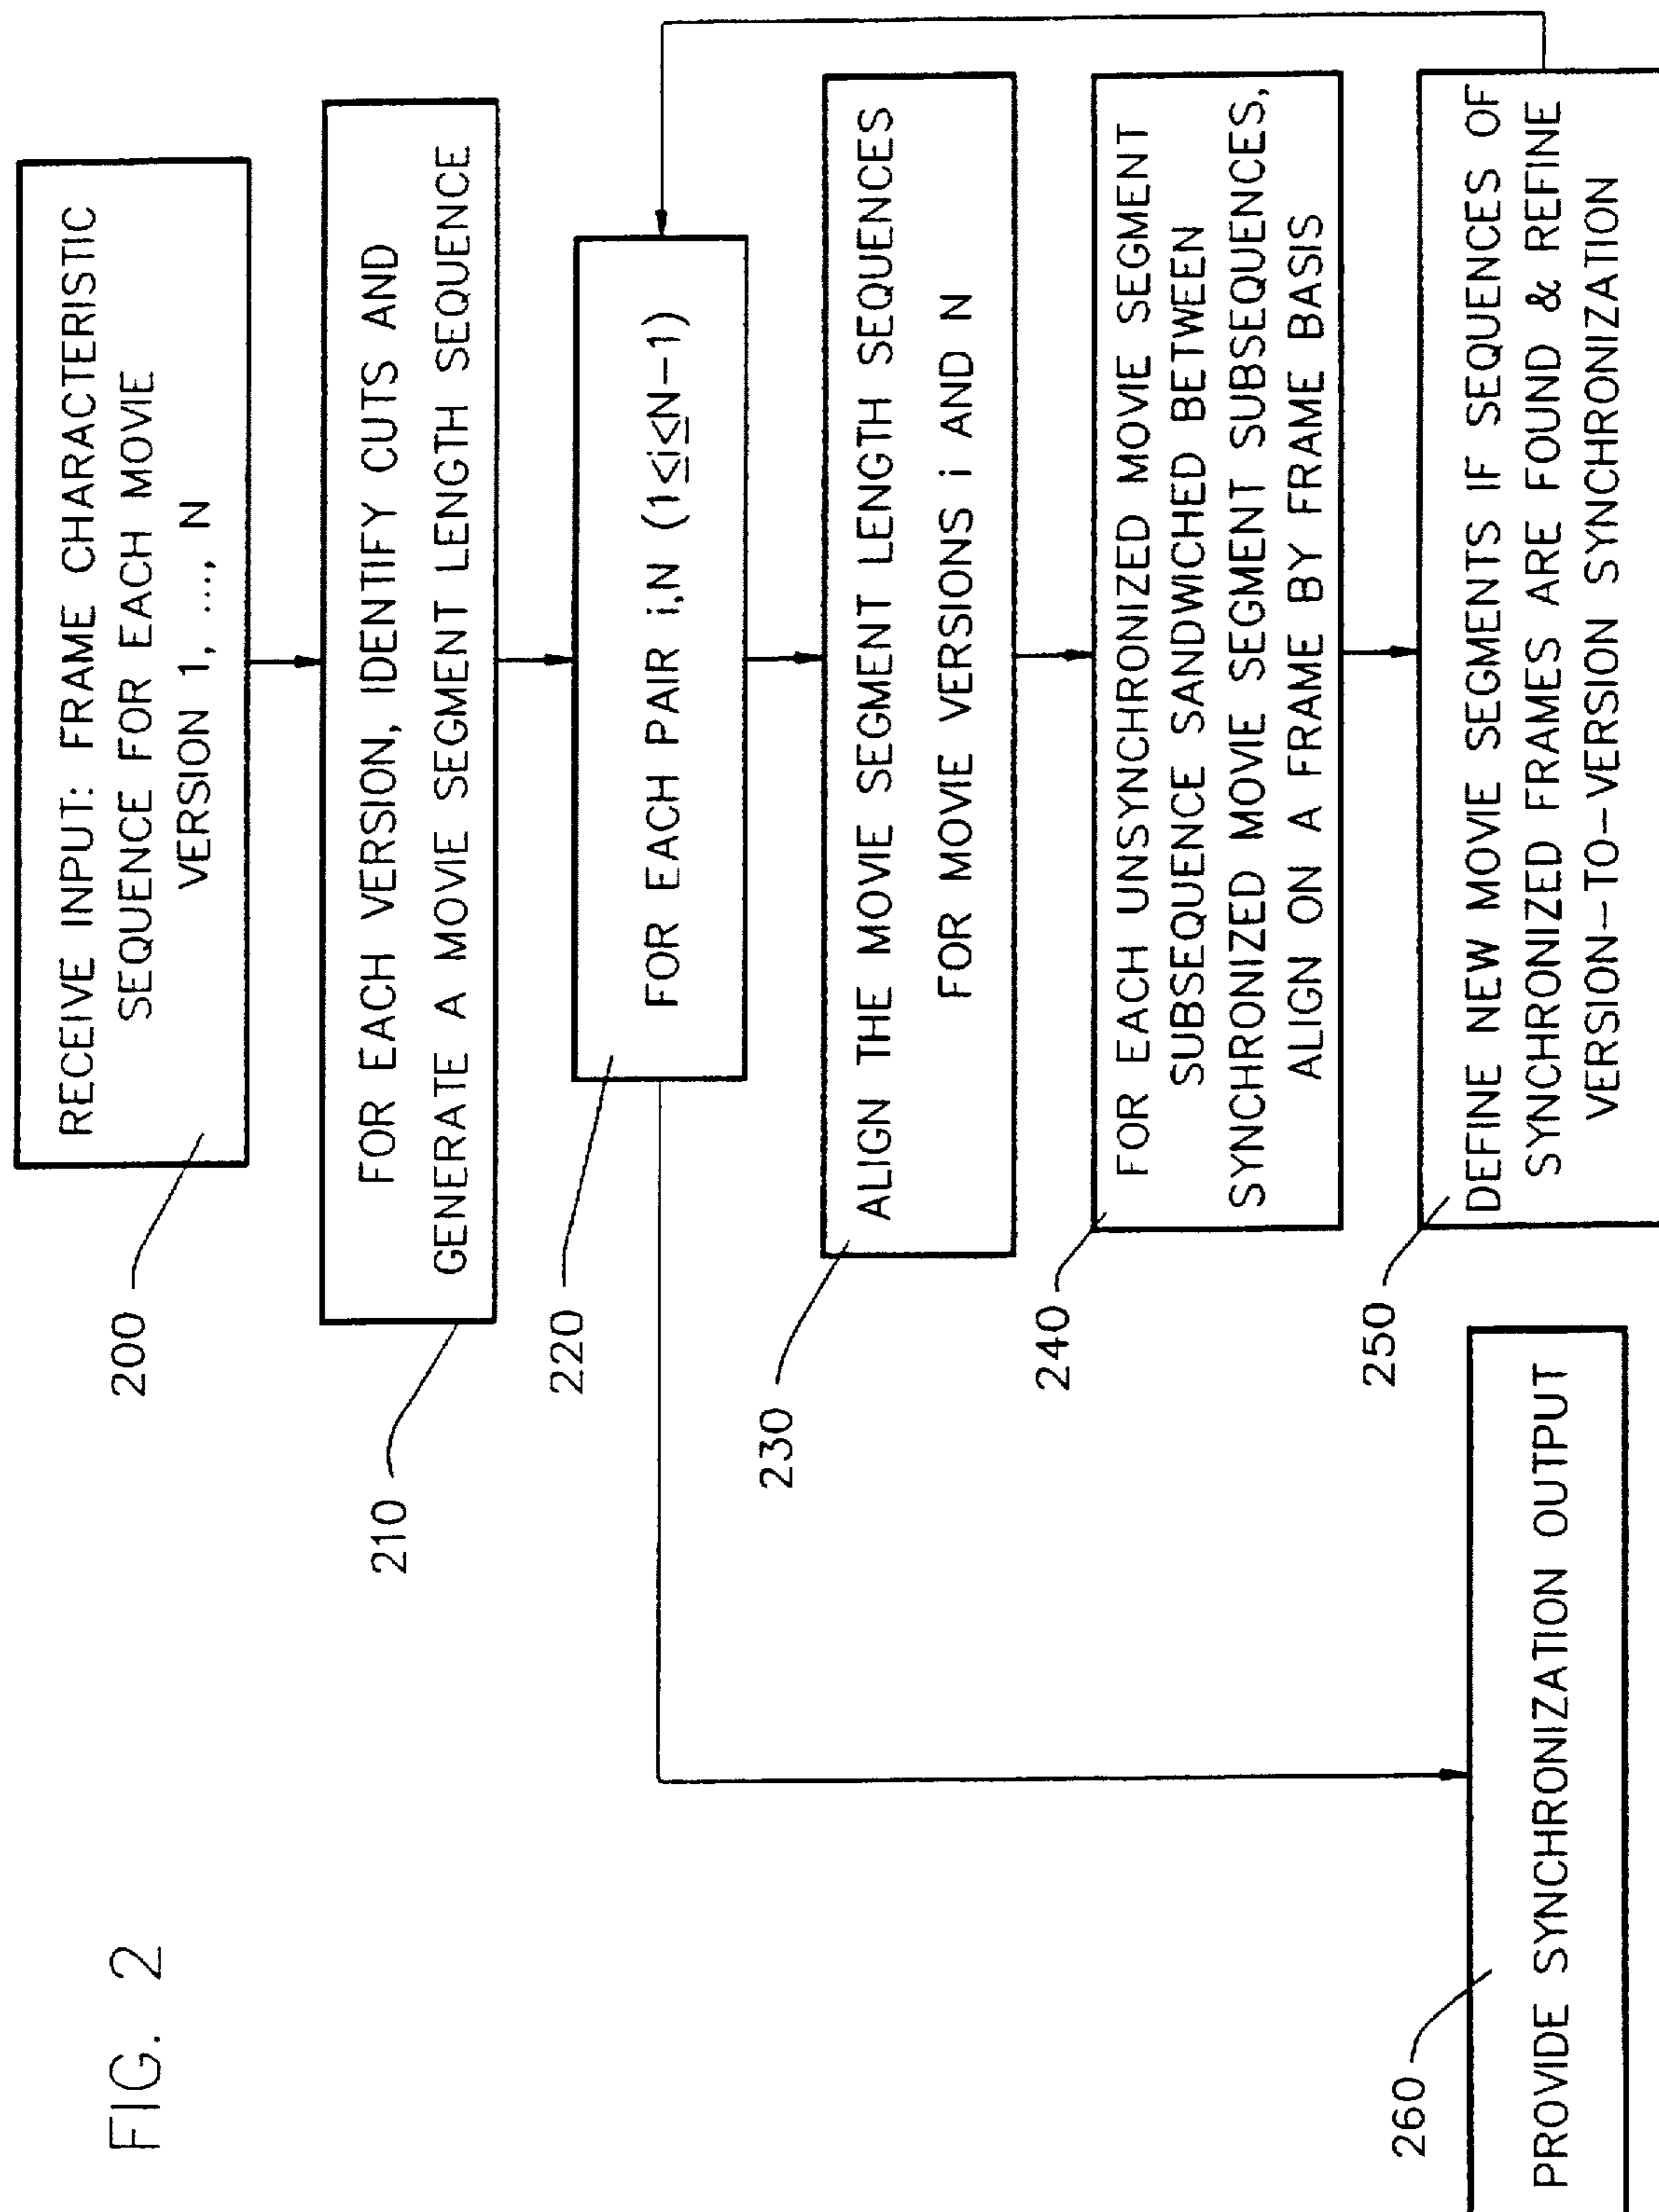 FIG. 2
RECEIVE INPUT: FRAME CHARACTERISTIC
SEQUENCE FOR EACH MOVIE
VERSION 1, ..., N
200
FOR EACH VERSION, IDENTIFY CUTS AND
GENERATE A MOVIE SEGMENT LENGTH SEQUENCE
210
FOR EACH PAIR i,N (1≤i≤N-1)
220
ALIGN THE MOVIE SEGMENT LENGTH SEQUENCES
FOR MOVIE VERSIONS i AND N
230
FOR EACH UNSYNCHRONIZED MOVIE SEGMENT
SUBSEQUENCE SANDWICHED BETWEEN
SYNCHRONIZED MOVIE SEGMENT SUBSEQUENCES,
ALIGN ON A FRAME BY FRAME BASIS
240
DEFINE NEW MOVIE SEGMENTS IF SEQUENCES OF
SYNCHRONIZED FRAMES ARE FOUND & REFINE
VERSION-TO-VERSION SYNCHRONIZATION
250
PROVIDE SYNCHRONIZATION OUTPUT
260